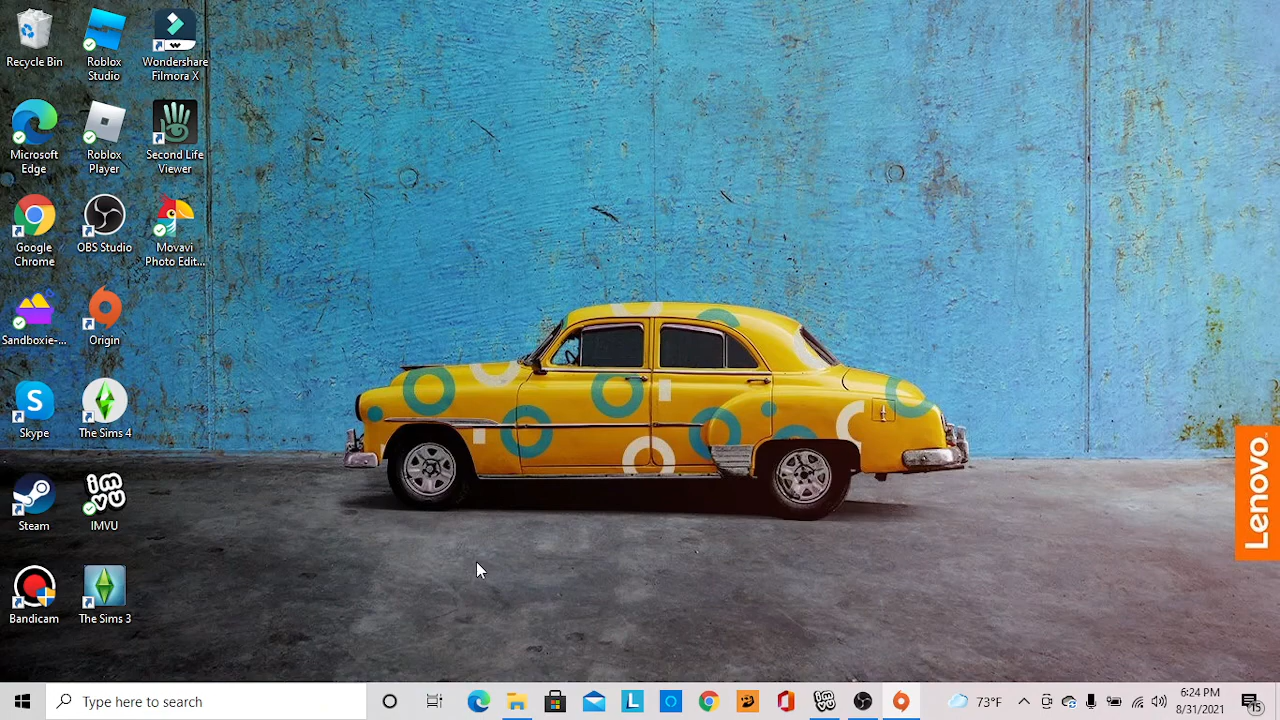 Recycle Bin
Roblox
Studio
Wondershare
Filmora X
Microsoft
Edge
Roblox
Player
Second Life
Viewer
Google
Chrome
OBS Studio
Movavi
Photo Edit...
Sandboxie-...
Origin
Skype
The Sims 4
Steam
IMVU
Bandicam
The Sims 3
Lenovo
Type here to search
73°F
6:24 PM
8/31/2021
15